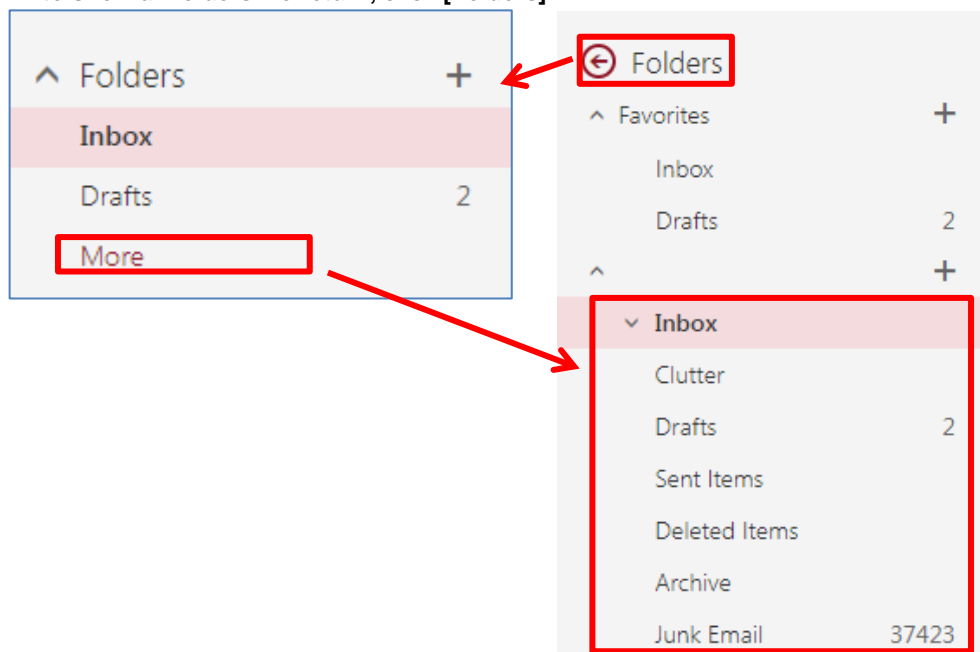 Folders +
Inbox
Drafts 2
More
Folders
Favorites +
Inbox
Drafts 2
+
Inbox
Clutter
Drafts 2
Sent Items
Deleted Items
Archive
Junk Email 37423